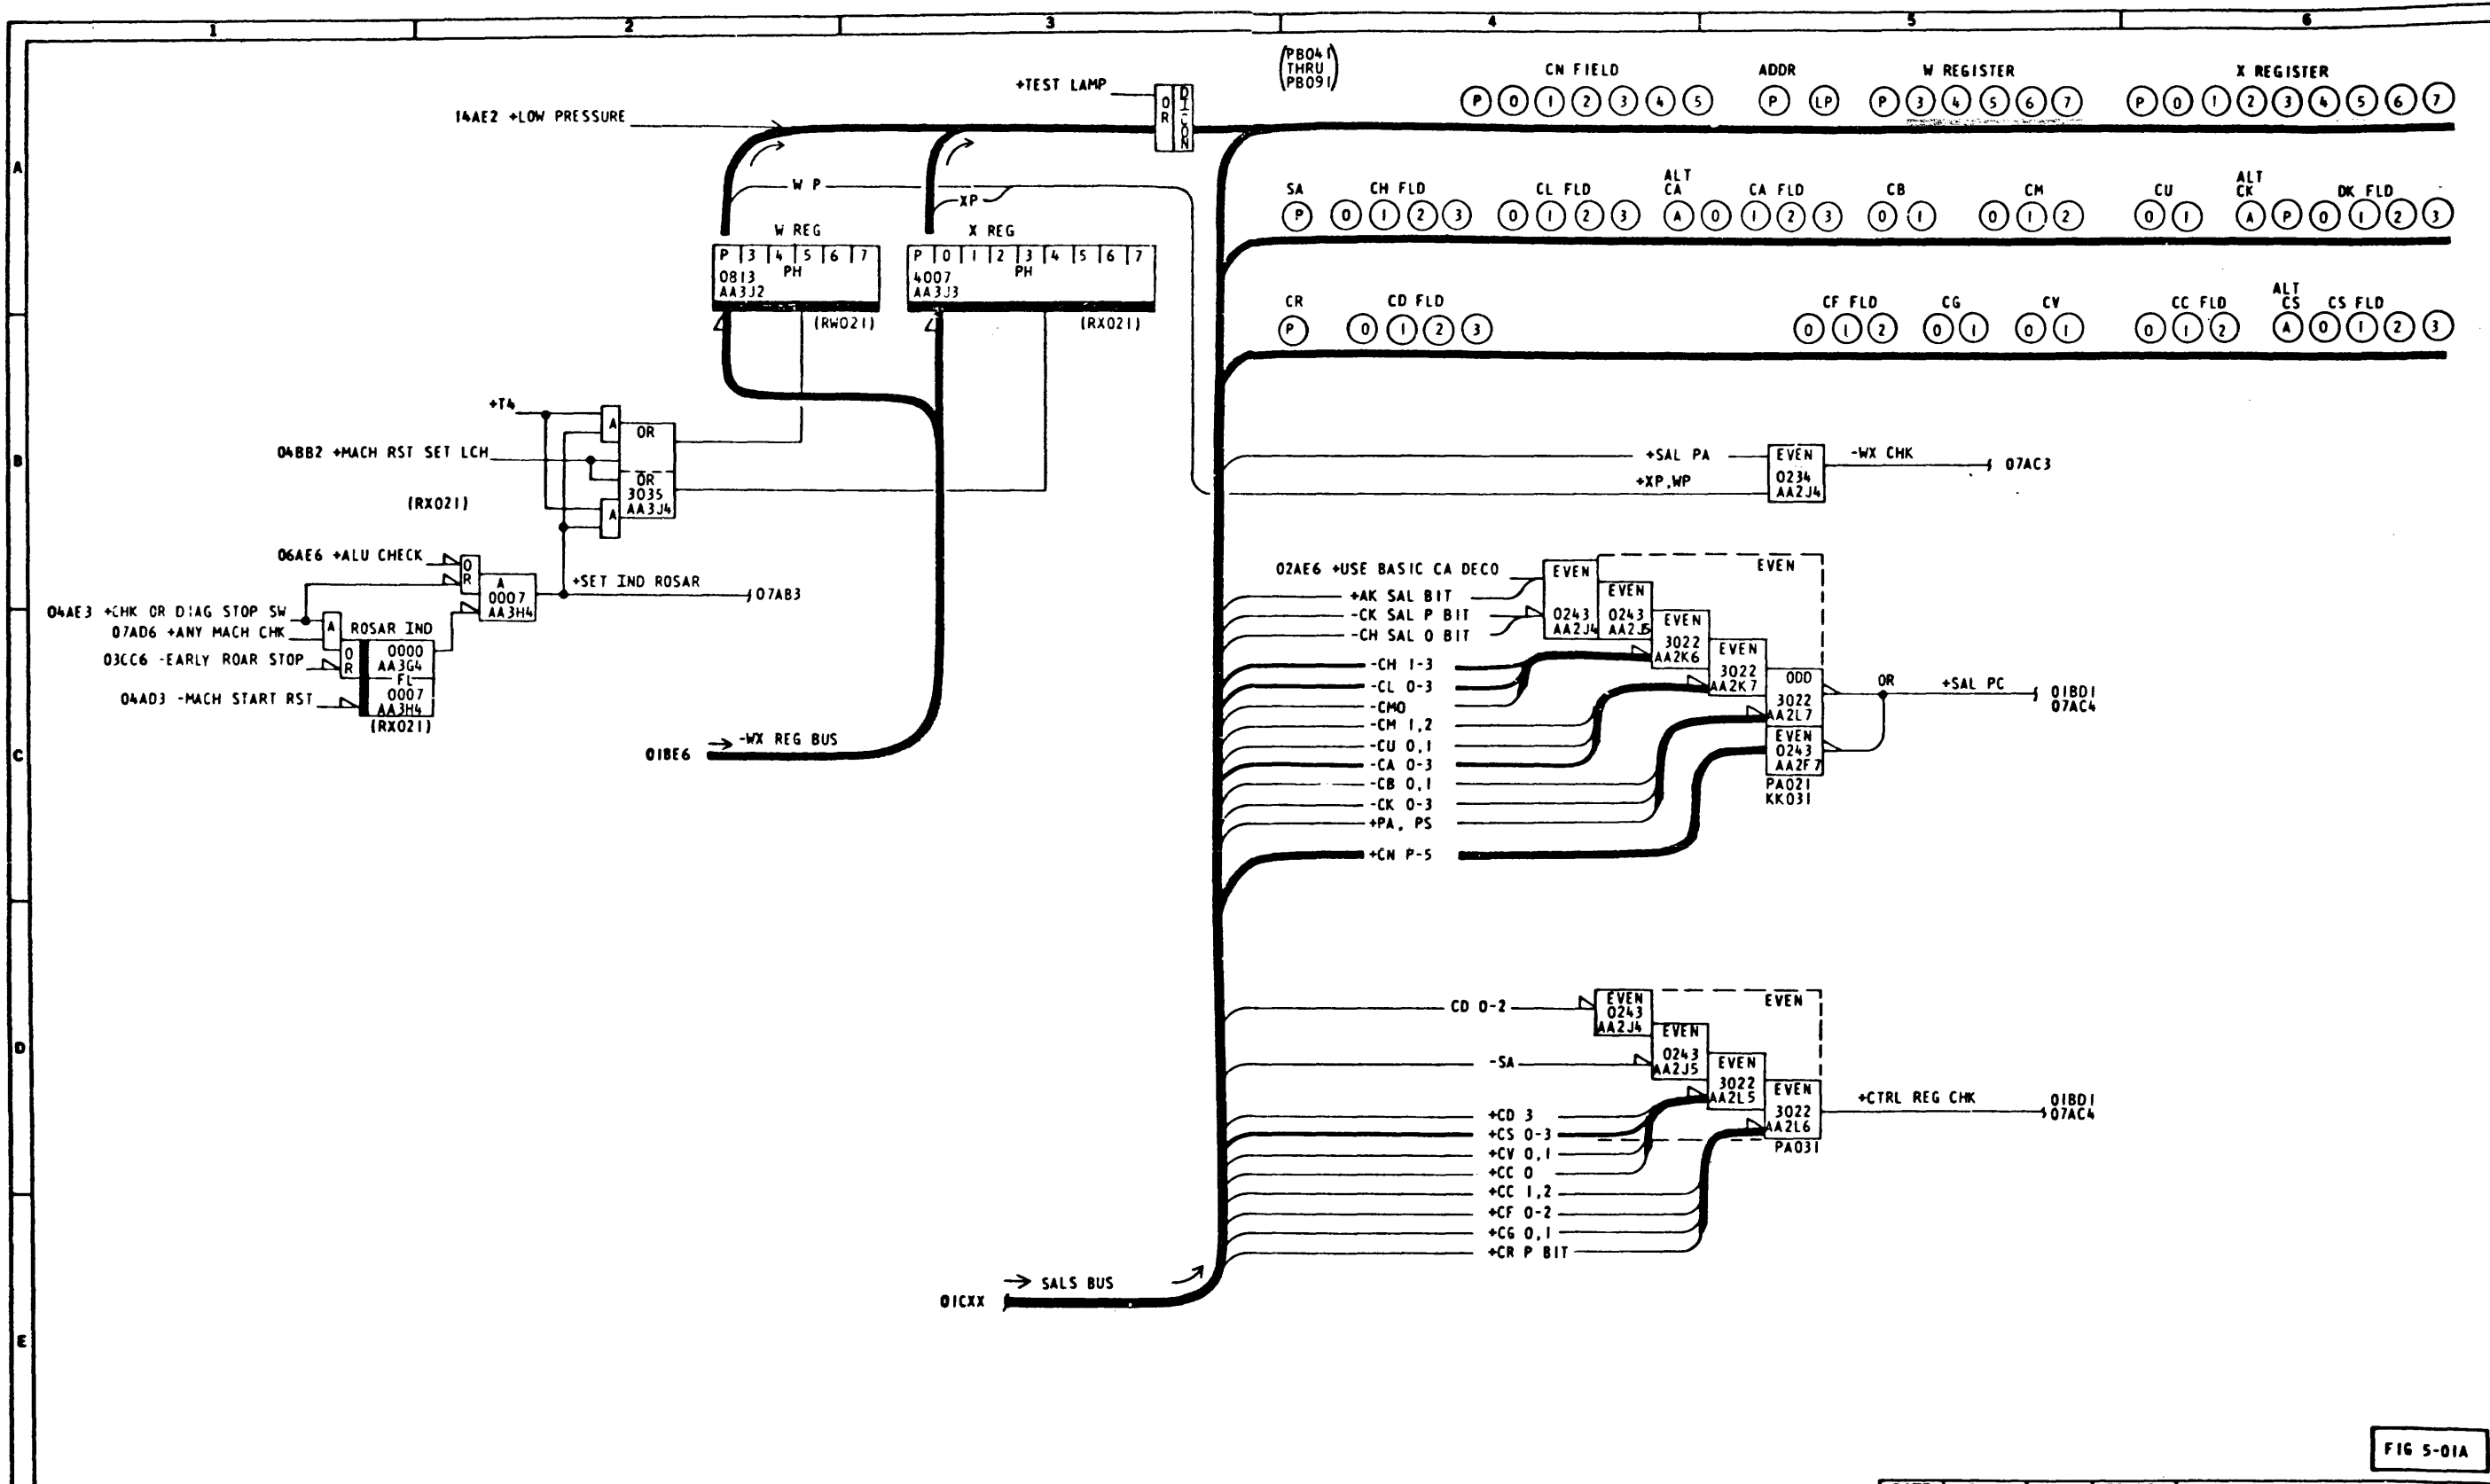 1 2 3 4 5 6
(PB041
THRU
PB091)
CN FIELD ADDR W REGISTER X REGISTER
P 0 1 2 3 4 5 P LP P 3 4 5 6 7 P 0 1 2 3 4 5 6 7
+TEST LAMP
OR
DI-CON
14AE2 +LOW PRESSURE
A
W P
XP
SA CH FLD CL FLD ALT CA CA FLD CB CM CU ALT CK DK FLD
P 0 1 2 3 0 1 2 3 A 0 1 2 3 0 1 0 1 2 0 1 A P 0 1 2 3
W REG
P 3 4 5 6 7
PH
0813
AA3J2
(RW021)
X REG
P 0 1 2 3 4 5 6 7
PH
4007
AA3J3
(RX021)
CR CD FLD CF FLD CG CV CC FLD ALT CS CS FLD
P 0 1 2 3 0 1 2 0 1 0 1 0 1 2 A 0 1 2 3
B
+T4
A
OR
04BB2 +MACH RST SET LCH
OR
3035
AA3J4
A
(RX021)
+SAL PA
+XP,WP
EVEN
0234
AA2J4
-WX CHK
07AC3
06AE6 +ALU CHECK
OR
A
0007
AA3H4
+SET IND ROSAR
07AB3
04AE3 +CHK OR DIAG STOP SW
07AD6 +ANY MACH CHK
03CC6 -EARLY ROAR STOP
04AD3 -MACH START RST
A
OR
ROSAR IND
0000
AA3G4
FL
0007
AA3H4
(RX021)
C
01BE6
-WX REG BUS
02AE6 +USE BASIC CA DECO
+AK SAL BIT
-CK SAL P BIT
-CH SAL 0 BIT
-CH 1-3
-CL 0-3
-CM0
-CM 1,2
-CU 0,1
-CA 0-3
-CB 0,1
-CK 0-3
+PA, PS
+CN P-5
EVEN
EVEN
0243
AA2J4
EVEN
0243
AA2J5
EVEN
3022
AA2K6
EVEN
3022
AA2K7
ODD
3022
AA2L7
EVEN
0243
AA2F7
PA021
KK031
OR
+SAL PC
01BD1
07AC4
D
CD 0-2
-SA
+CD 3
+CS 0-3
+CV 0,1
+CC 0
+CC 1,2
+CF 0-2
+CG 0,1
+CR P BIT
EVEN
EVEN
0243
AA2J4
EVEN
0243
AA2J5
EVEN
3022
AA2L5
EVEN
3022
AA2L6
PA031
+CTRL REG CHK
01BD1
07AC4
E
SALS BUS
01CXX
FIG 5-01A